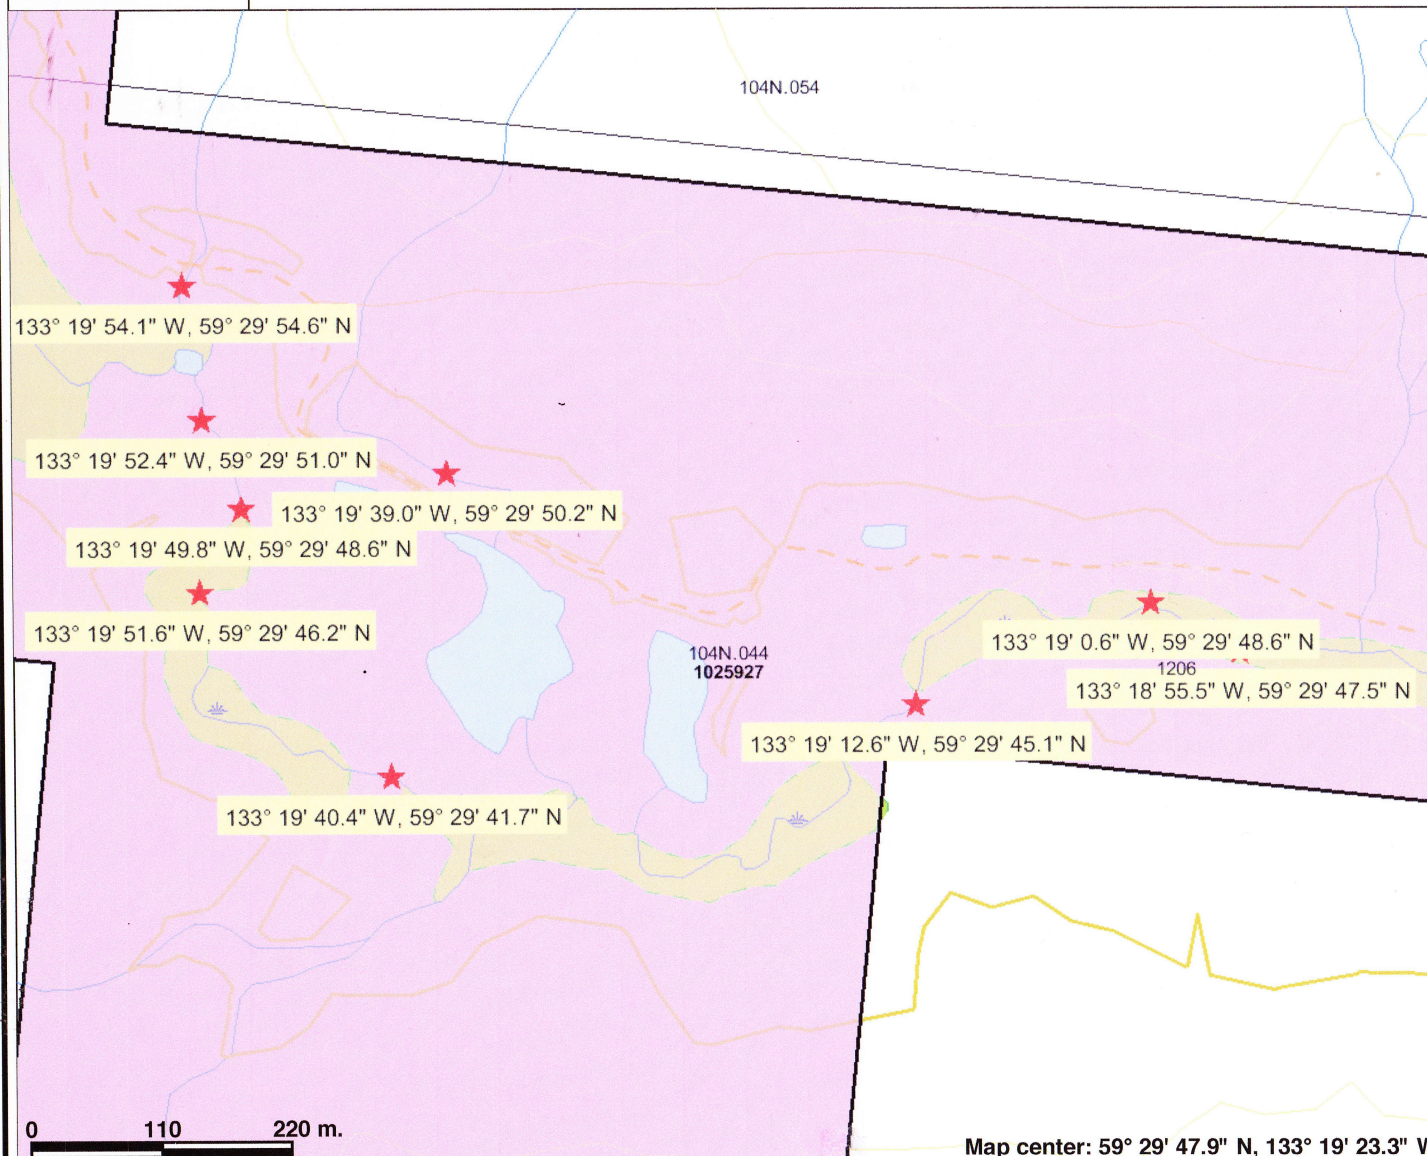 104N.054
133° 19' 54.1" W, 59° 29' 54.6" N
133° 19' 52.4" W, 59° 29' 51.0" N
133° 19' 39.0" W, 59° 29' 50.2" N
133° 19' 49.8" W, 59° 29' 48.6" N
133° 19' 51.6" W, 59° 29' 46.2" N
133° 19' 0.6" W, 59° 29' 48.6" N
104N.044
1025927
1206
133° 18' 55.5" W, 59° 29' 47.5" N
133° 19' 12.6" W, 59° 29' 45.1" N
133° 19' 40.4" W, 59° 29' 41.7" N
0 110 220 m.
Map center: 59° 29' 47.9" N, 133° 19' 23.3" W